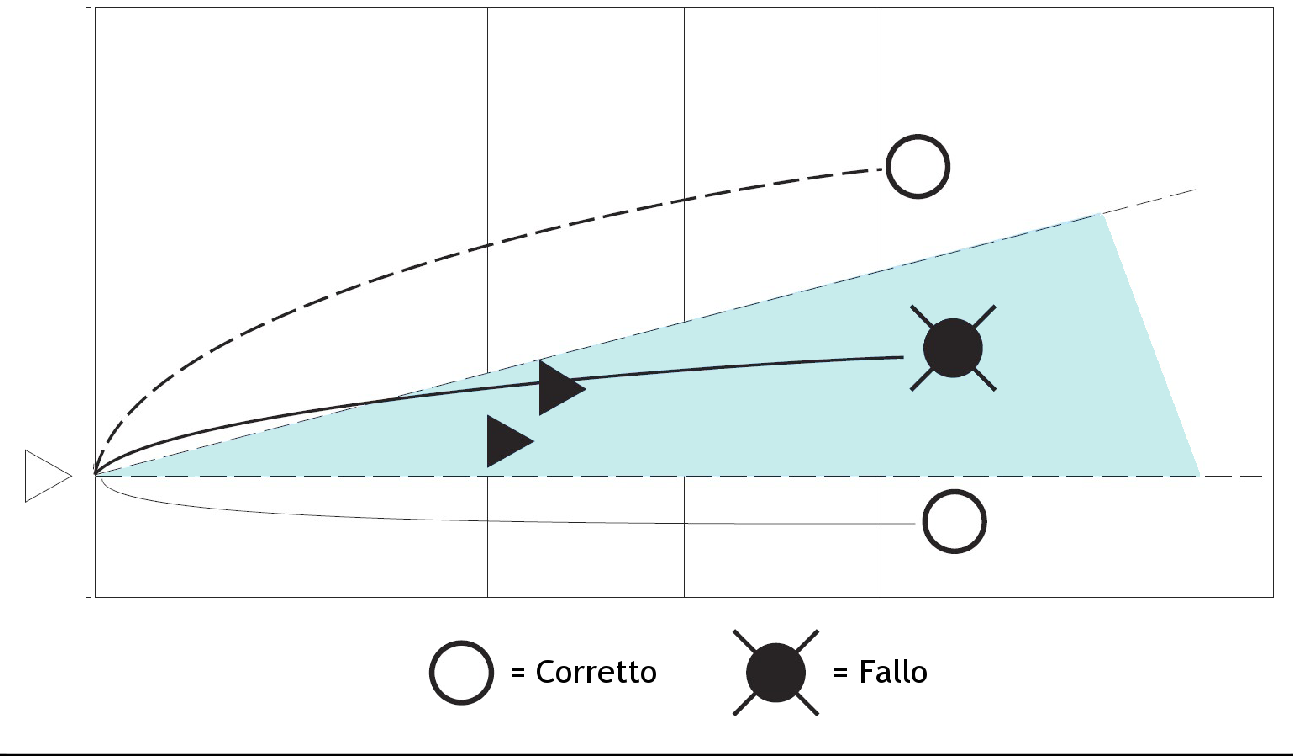 = Corretto = Fallo